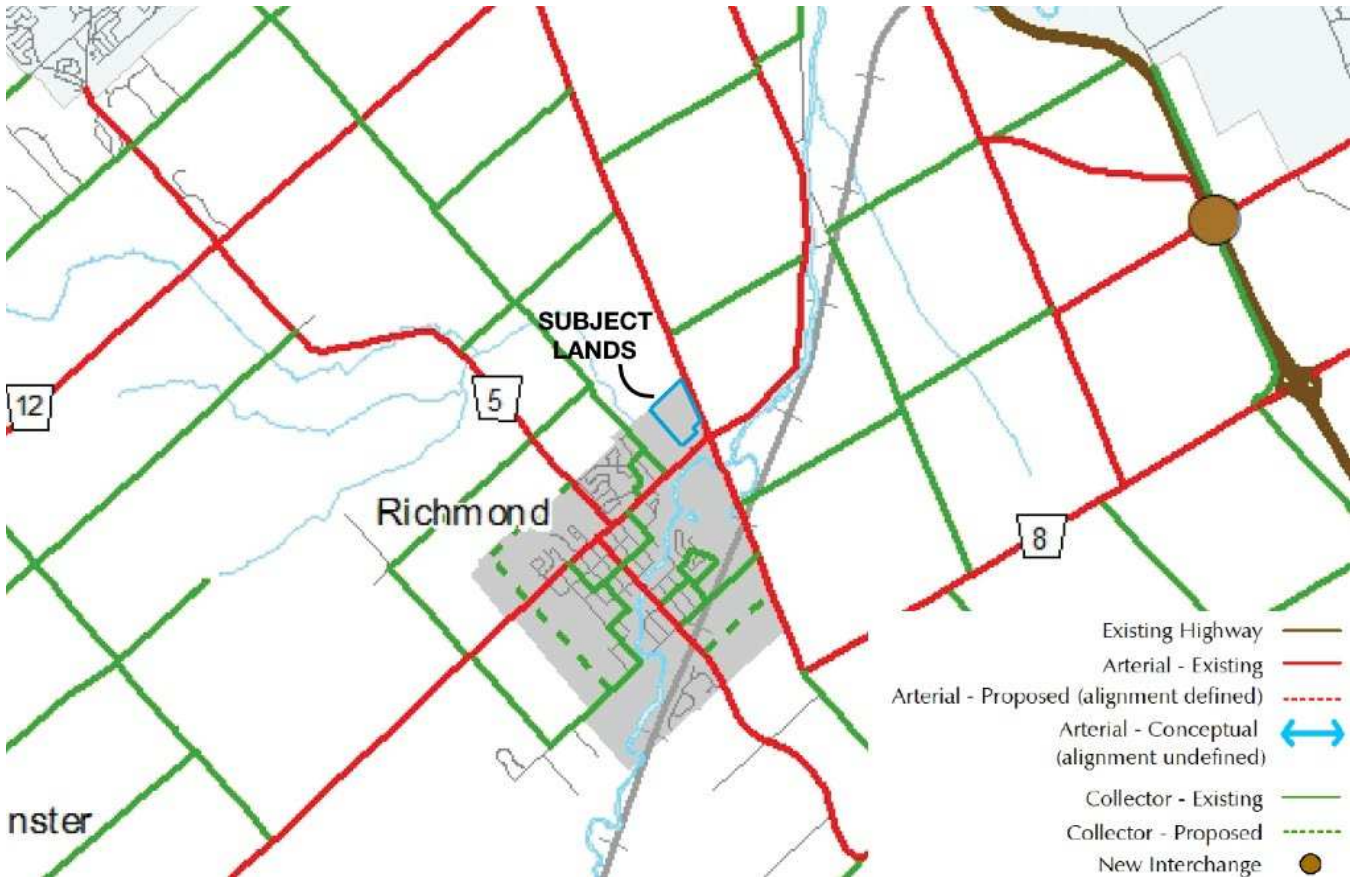 SUBJECT
LANDS
12
5
Richmond
8
nster
Existing Highway
Arterial - Existing
Arterial - Proposed (alignment defined)
Arterial - Conceptual
(alignment undefined)
Collector - Existing
Collector - Proposed
New Interchange